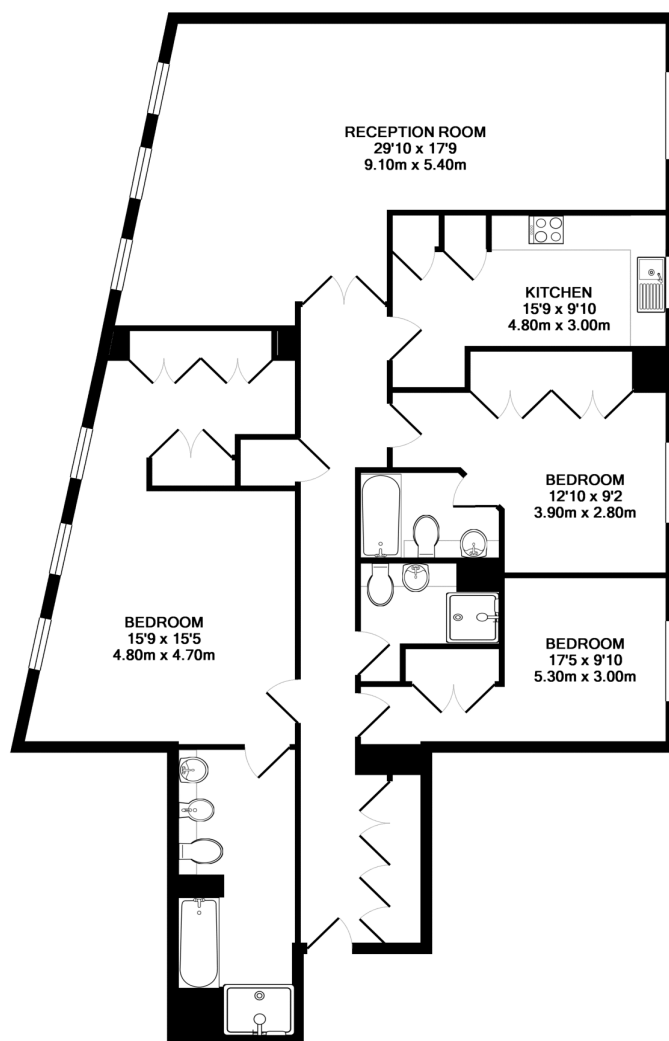 RECEPTION ROOM
29'10 x 17'9
9.10m x 5.40m
KITCHEN
15'9 x 9'10
4.80m x 3.00m
BEDROOM
12'10 x 9'2
3.90m x 2.80m
BEDROOM
15'9 x 15'5
4.80m x 4.70m
BEDROOM
17'5 x 9'10
5.30m x 3.00m